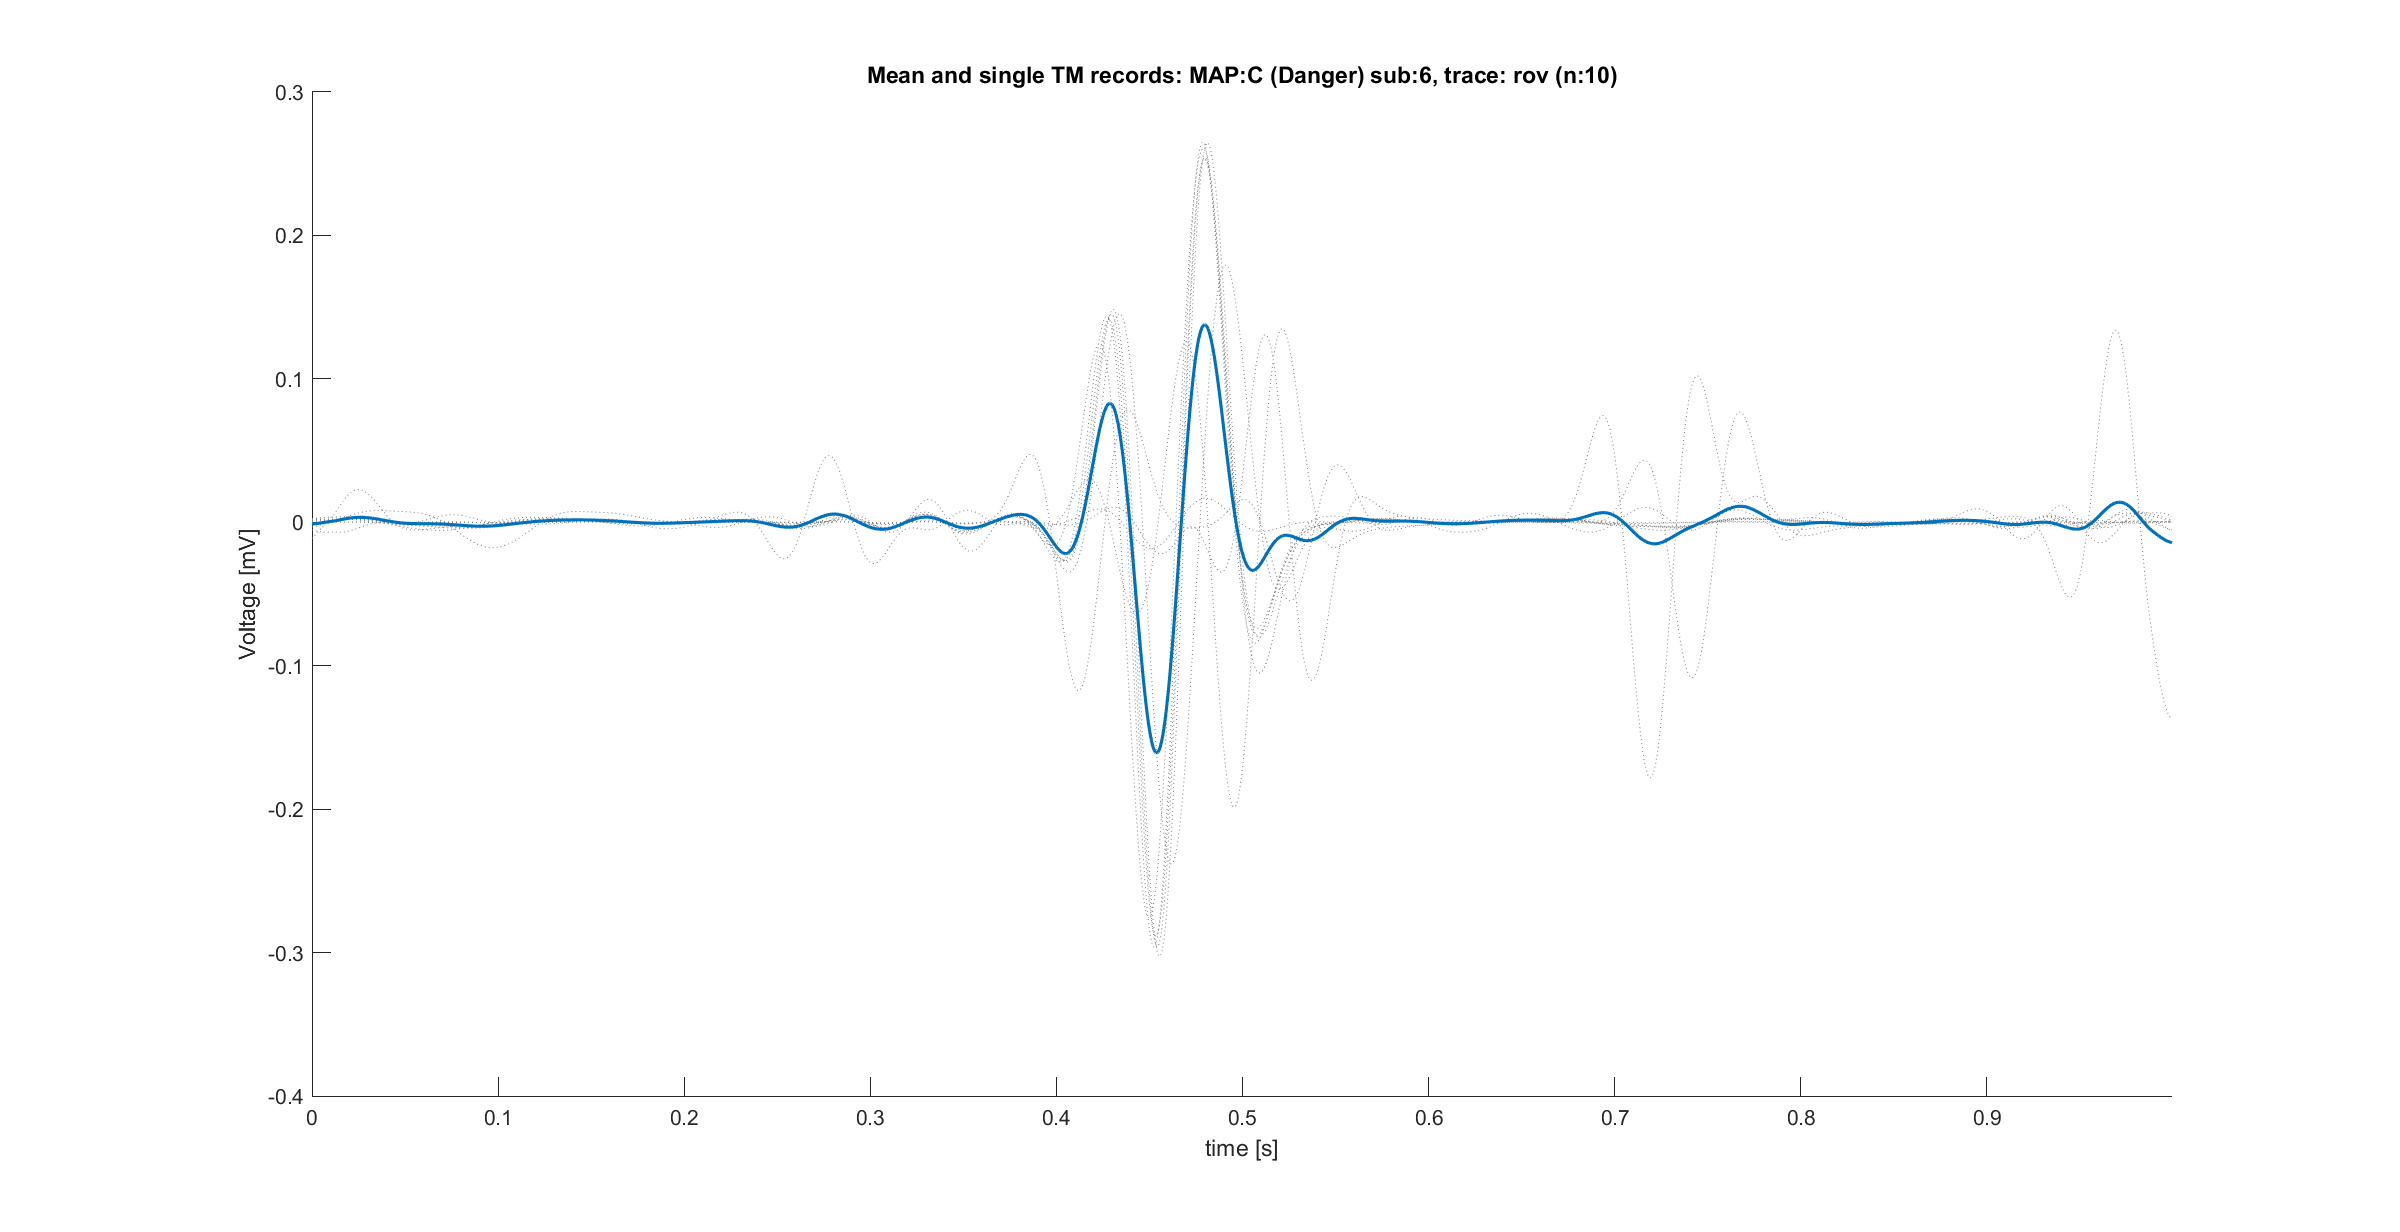 Mean and single TM records: MAP:C (Danger) sub:6, trace: rov (n:10)
0.3
0.2
0.1
0
-0.1
-0.2
-0.3
-0.4
Voltage [mV]
0 0.1 0.2 0.3 0.4 0.5 0.6 0.7 0.8 0.9
time [s]